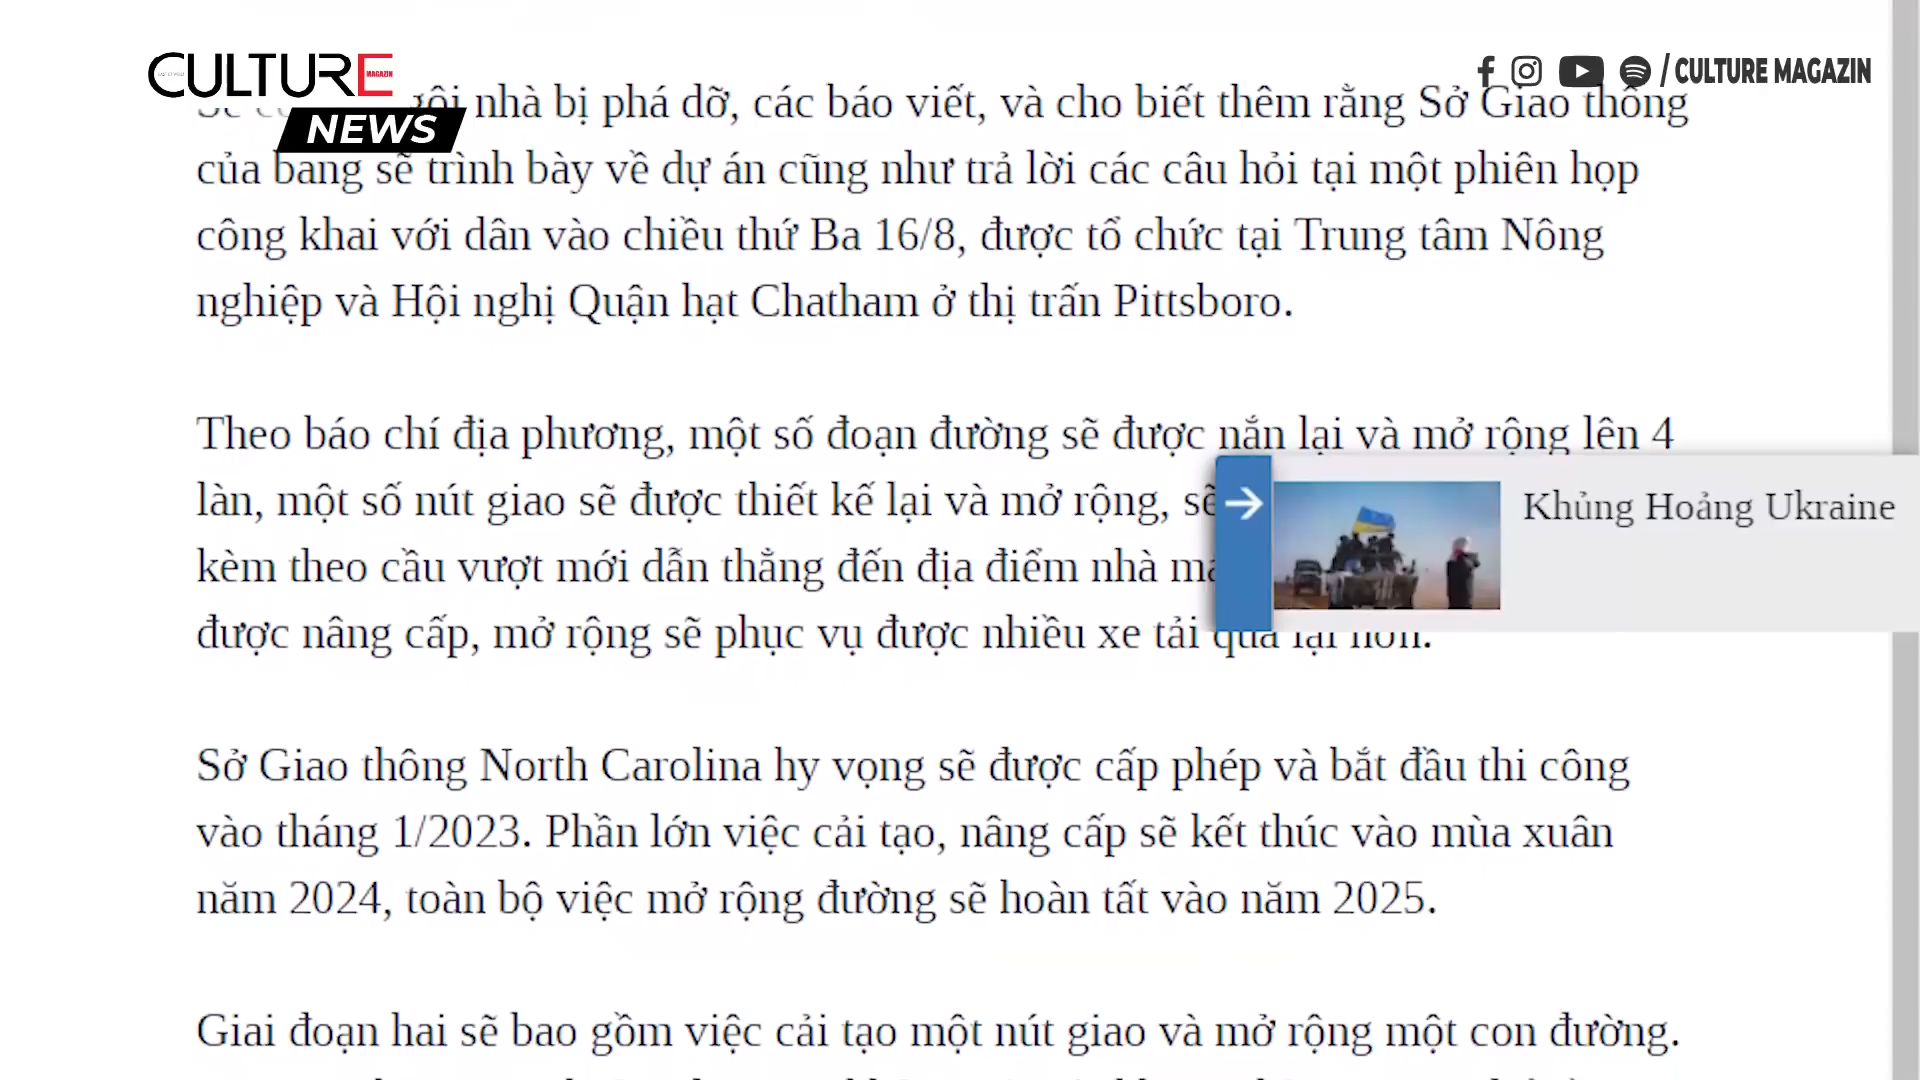 CULTURE
MAGAZIN
NEWS
/ CULTURE MAGAZIN
nhà bị phá dỡ, các báo viết, và cho biết thêm rằng Sở Giao thông
của bang sẽ trình bày về dự án cũng như trả lời các câu hỏi tại một phiên họp
công khai với dân vào chiều thứ Ba 16/8, được tổ chức tại Trung tâm Nông
nghiệp và Hội nghị Quận hạt Chatham ở thị trấn Pittsboro.
Theo báo chí địa phương, một số đoạn đường sẽ được nắn lại và mở rộng lên 4
làn, một số nút giao sẽ được thiết kế lại và mở rộng, sẽ
kèm theo cầu vượt mới dẫn thẳng đến địa điểm nhà
được nâng cấp, mở rộng sẽ phục vụ được nhiều xe tải qua lại hơn.
Khủng Hoảng Ukraine
Sở Giao thông North Carolina hy vọng sẽ được cấp phép và bắt đầu thi công
vào tháng 1/2023. Phần lớn việc cải tạo, nâng cấp sẽ kết thúc vào mùa xuân
năm 2024, toàn bộ việc mở rộng đường sẽ hoàn tất vào năm 2025.
Giai đoạn hai sẽ bao gồm việc cải tạo một nút giao và mở rộng một con đường.